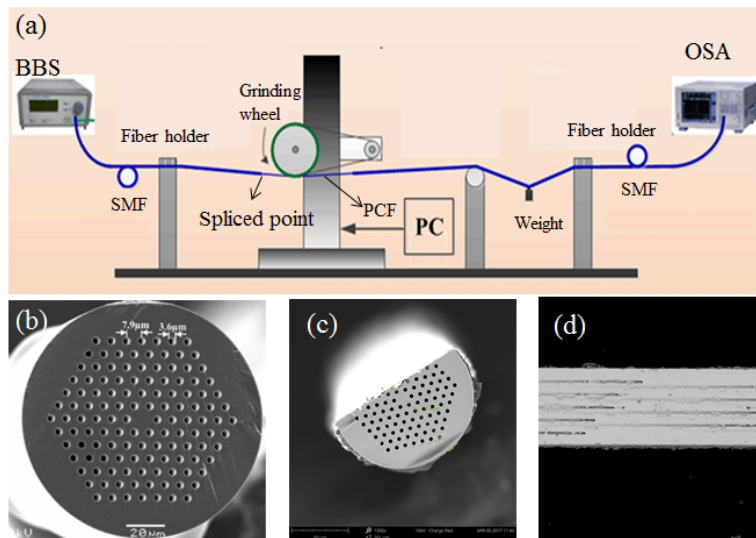 (a)
BBS
OSA
Grinding
wheel
Fiber holder
Fiber holder
SMF
SMF
Spliced point
PCF
Weight
PC
(b)
7.9μm
3.6μm
20μm
(c)
(d)